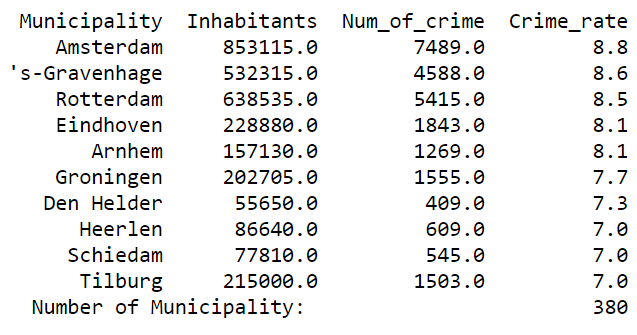 Municipality Inhabitants Num_of_crime Crime_rate
Amsterdam 853115.0 7489.0 8.8
's-Gravenhage 532315.0 4588.0 8.6
Rotterdam 638535.0 5415.0 8.5
Eindhoven 228880.0 1843.0 8.1
Arnhem 157130.0 1269.0 8.1
Groningen 202705.0 1555.0 7.7
Den Helder 55650.0 409.0 7.3
Heerlen 86640.0 609.0 7.0
Schiedam 77810.0 545.0 7.0
Tilburg 215000.0 1503.0 7.0
Number of Municipality: 380